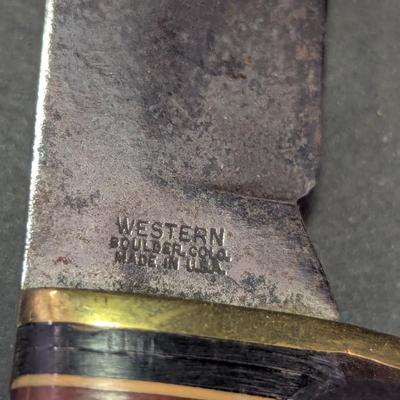 WESTERN
BOULDER, COLO.
MADE IN U.S.A.